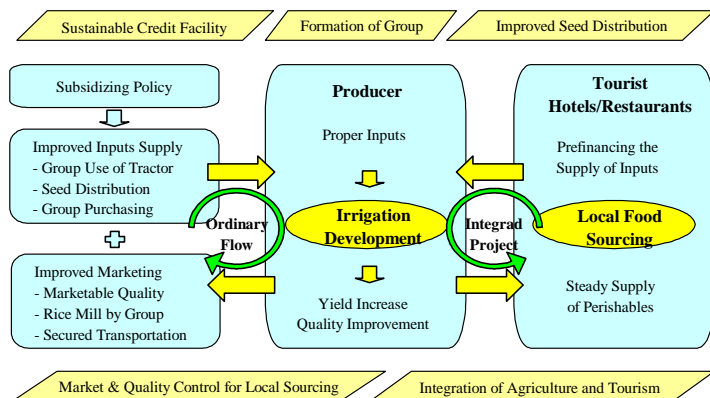 Sustainable Credit Facility
Formation of Group
Improved Seed Distribution
Subsidizing Policy
Improved Inputs Supply
- Group Use of Tractor
- Seed Distribution
- Group Purchasing
Improved Marketing
- Marketable Quality
- Rice Mill by Group
- Secured Transportation
Ordinary
Flow
Producer
Proper Inputs
Irrigation
Development
Yield Increase
Quality Improvement
Integrad
Project
Tourist
Hotels/Restaurants
Prefinancing the
Supply of Inputs
Local Food
Sourcing
Steady Supply
of Perishables
Market & Quality Control for Local Sourcing
Integration of Agriculture and Tourism